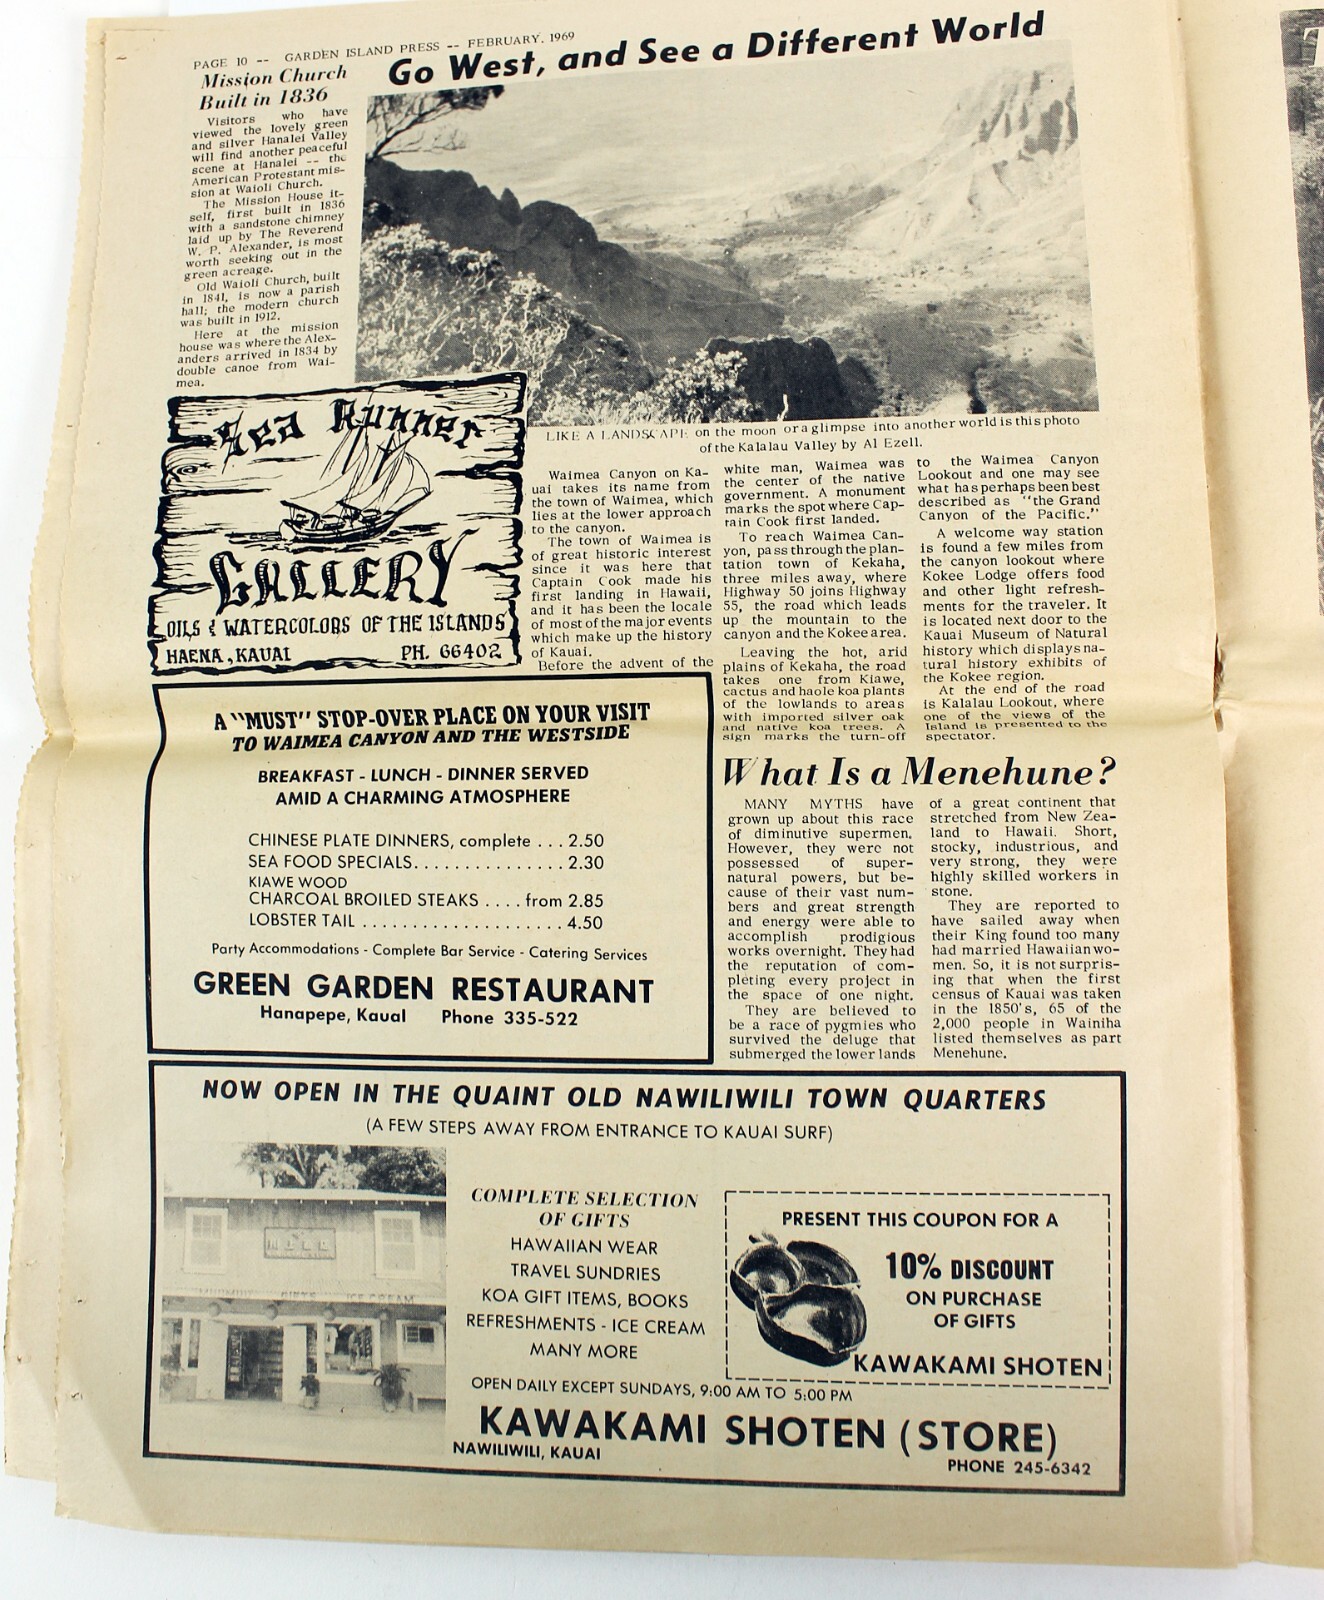 PAGE 10 -- GARDEN ISLAND PRESS -- FEBRUARY, 1969
Mission Church
Built in 1836
Visitors who have
viewed the lovely green
and silver Hanalei Valley
will find another peaceful
scene at Hanalei -- the
American Protestant mis-
sion at Waioli Church.
The Mission House it-
self, first built in 1836
with a sandstone chimney
laid up by The Reverend
W. P. Alexander, is most
worth seeking out in the
green acreage.
Old Waioli Church, built
in 1841, is now a parish
hall; the modern church
was built in 1912.
Here at the mission
house was where the Alex-
anders arrived in 1834 by
double canoe from Wai-
mea.
Go West, and See a Different World
LIKE A LANDSCAPE on the moon or a glimpse into another world is this photo
of the Kalalau Valley by Al Ezell.
Waimea Canyon on Ka-
uai takes its name from
the town of Waimea, which
lies at the lower approach
to the canyon.
The town of Waimea is
of great historic interest
since it was here that
Captain Cook made his
first landing in Hawaii,
and it has been the locale
of most of the major events
which make up the history
of Kauai.
Before the advent of the
white man, Waimea was
the center of the native
government. A monument
marks the spot where Cap-
tain Cook first landed.
To reach Waimea Can-
yon, pass through the plan-
tation town of Kekaha,
three miles away, where
Highway 50 joins Highway
55, the road which leads
up the mountain to the
canyon and the Kokee area.
Leaving the hot, arid
plains of Kekaha, the road
takes one from Kiawe,
cactus and haole koa plants
of the lowlands to areas
with imported silver oak
and native koa trees. A
sign marks the turn-off
to the Waimea Canyon
Lookout and one may see
what has perhaps been best
described as "the Grand
Canyon of the Pacific."
A welcome way station
is found a few miles from
the canyon lookout where
Kokee Lodge offers food
and other light refresh-
ments for the traveler. It
is located next door to the
Kauai Museum of Natural
history which displays na-
tural history exhibits of
the Kokee region.
At the end of the road
is Kalalau Lookout, where
one of the views of the
Island is presented to the
spectator.
Sea Runner
GALLERY
OILS & WATERCOLORS OF THE ISLANDS
HAENA, KAUAI PH. 66402
A "MUST" STOP-OVER PLACE ON YOUR VISIT
TO WAIMEA CANYON AND THE WESTSIDE
BREAKFAST - LUNCH - DINNER SERVED
AMID A CHARMING ATMOSPHERE
CHINESE PLATE DINNERS, complete . . . 2.50
SEA FOOD SPECIALS. . . . . . . . . . . . . . . 2.30
KIAWE WOOD
CHARCOAL BROILED STEAKS . . . . from 2.85
LOBSTER TAIL . . . . . . . . . . . . . . . . . . . . 4.50
Party Accommodations - Complete Bar Service - Catering Services
GREEN GARDEN RESTAURANT
Hanapepe, Kauai Phone 335-522
What Is a Menehune?
MANY MYTHS have
grown up about this race
of diminutive supermen.
However, they were not
possessed of super-
natural powers, but be-
cause of their vast num-
bers and great strength
and energy were able to
accomplish prodigious
works overnight. They had
the reputation of com-
pleting every project in
the space of one night.
They are believed to
be a race of pygmies who
survived the deluge that
submerged the lower lands
of a great continent that
stretched from New Zea-
land to Hawaii. Short,
stocky, industrious, and
very strong, they were
highly skilled workers in
stone.
They are reported to
have sailed away when
their King found too many
had married Hawaiian wo-
men. So, it is not surpris-
ing that when the first
census of Kauai was taken
in the 1850's, 65 of the
2,000 people in Wainiha
listed themselves as part
Menehune.
NOW OPEN IN THE QUAINT OLD NAWILIWILI TOWN QUARTERS
(A FEW STEPS AWAY FROM ENTRANCE TO KAUAI SURF)
GIFTS ICE CREAM
COMPLETE SELECTION
OF GIFTS
HAWAIIAN WEAR
TRAVEL SUNDRIES
KOA GIFT ITEMS, BOOKS
REFRESHMENTS - ICE CREAM
MANY MORE
PRESENT THIS COUPON FOR A
10% DISCOUNT
ON PURCHASE
OF GIFTS
KAWAKAMI SHOTEN
OPEN DAILY EXCEPT SUNDAYS, 9:00 AM TO 5:00 PM
KAWAKAMI SHOTEN (STORE)
NAWILIWILI, KAUAI
PHONE 245-6342